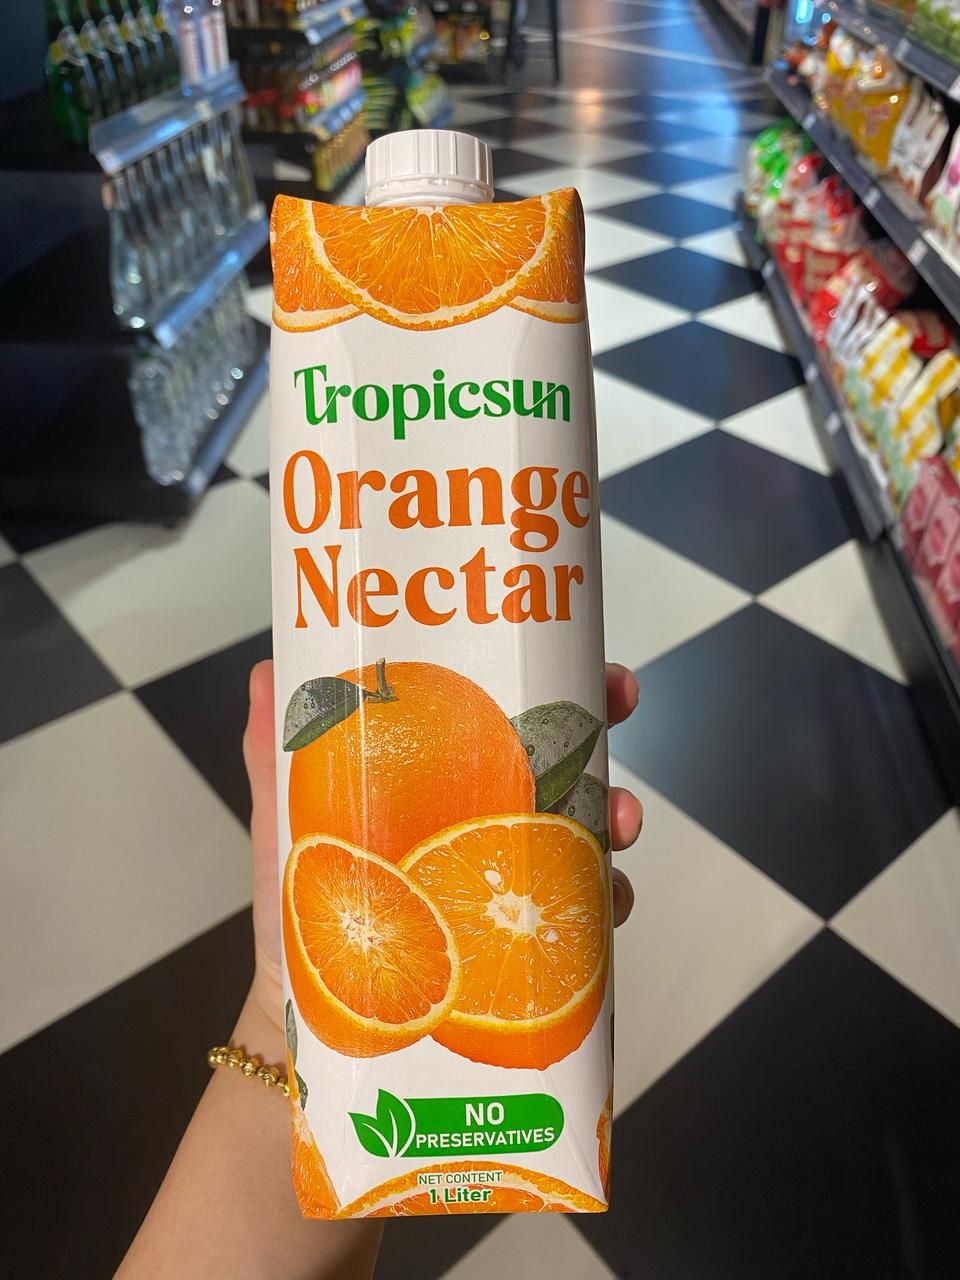 Tropicsun
Orange
Nectar
NO
PRESERVATIVES
NET CONTENT
1 Liter